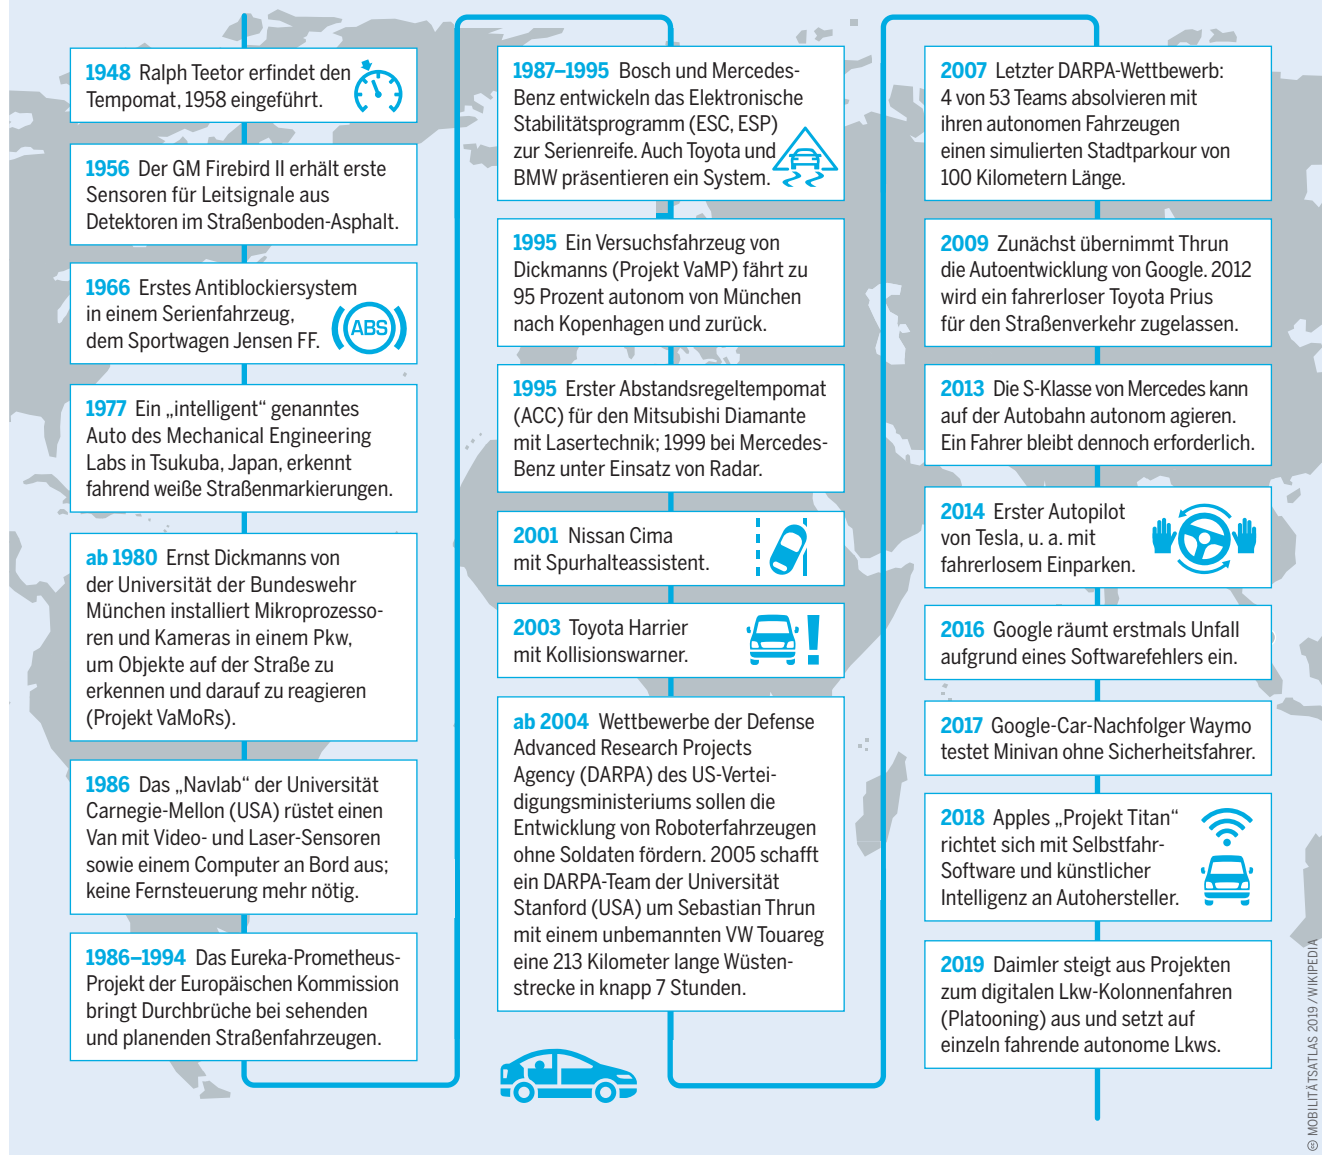 1948 Ralph Teetor erfindet den
Tempomat, 1958 eingeführt.
1956 Der GM Firebird II erhält erste
Sensoren für Leitsignale aus
Detektoren im Straßenboden-Asphalt.
1966 Erstes Antiblockiersystem
in einem Serienfahrzeug,
dem Sportwagen Jensen FF.
ABS
1977 Ein „intelligent“ genanntes
Auto des Mechanical Engineering
Labs in Tsukuba, Japan, erkennt
fahrend weiße Straßenmarkierungen.
ab 1980 Ernst Dickmanns von
der Universität der Bundeswehr
München installiert Mikroprozesso-
ren und Kameras in einem Pkw,
um Objekte auf der Straße zu
erkennen und darauf zu reagieren
(Projekt VaMoRs).
1986 Das „Navlab“ der Universität
Carnegie-Mellon (USA) rüstet einen
Van mit Video- und Laser-Sensoren
sowie einem Computer an Bord aus;
keine Fernsteuerung mehr nötig.
1986–1994 Das Eureka-Prometheus-
Projekt der Europäischen Kommission
bringt Durchbrüche bei sehenden
und planenden Straßenfahrzeugen.
1987–1995 Bosch und Mercedes-
Benz entwickeln das Elektronische
Stabilitätsprogramm (ESC, ESP)
zur Serienreife. Auch Toyota und
BMW präsentieren ein System.
1995 Ein Versuchsfahrzeug von
Dickmanns (Projekt VaMP) fährt zu
95 Prozent autonom von München
nach Kopenhagen und zurück.
1995 Erster Abstandsregeltempomat
(ACC) für den Mitsubishi Diamante
mit Lasertechnik; 1999 bei Mercedes-
Benz unter Einsatz von Radar.
2001 Nissan Cima
mit Spurhalteassistent.
2003 Toyota Harrier
mit Kollisionswarner.
ab 2004 Wettbewerbe der Defense
Advanced Research Projects
Agency (DARPA) des US-Vertei-
digungsministeriums sollen die
Entwicklung von Roboterfahrzeugen
ohne Soldaten fördern. 2005 schafft
ein DARPA-Team der Universität
Stanford (USA) um Sebastian Thrun
mit einem unbemannten VW Touareg
eine 213 Kilometer lange Wüsten-
strecke in knapp 7 Stunden.
2007 Letzter DARPA-Wettbewerb:
4 von 53 Teams absolvieren mit
ihren autonomen Fahrzeugen
einen simulierten Stadtparkour von
100 Kilometern Länge.
2009 Zunächst übernimmt Thrun
die Autoentwicklung von Google. 2012
wird ein fahrerloser Toyota Prius
für den Straßenverkehr zugelassen.
2013 Die S-Klasse von Mercedes kann
auf der Autobahn autonom agieren.
Ein Fahrer bleibt dennoch erforderlich.
2014 Erster Autopilot
von Tesla, u. a. mit
fahrerlosem Einparken.
2016 Google räumt erstmals Unfall
aufgrund eines Softwarefehlers ein.
2017 Google-Car-Nachfolger Waymo
testet Minivan ohne Sicherheitsfahrer.
2018 Apples „Projekt Titan“
richtet sich mit Selbstfahr-
Software und künstlicher
Intelligenz an Autohersteller.
2019 Daimler steigt aus Projekten
zum digitalen Lkw-Kolonnenfahren
(Platooning) aus und setzt auf
einzeln fahrende autonome Lkws.
MOBILITÄTSATLAS 2019 / WIKIPEDIA